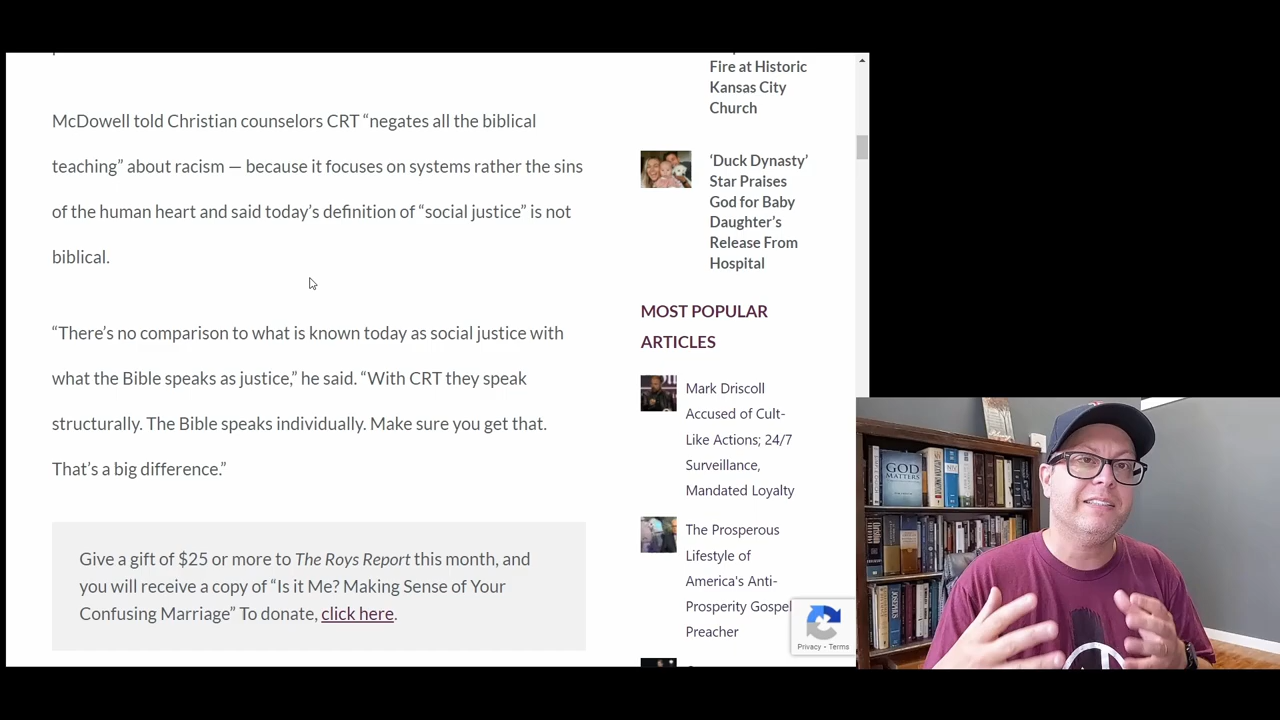 McDowell told Christian counselors CRT “negates all the biblical
teaching” about racism — because it focuses on systems rather the sins
of the human heart and said today’s definition of “social justice” is not
biblical.
“There’s no comparison to what is known today as social justice with
what the Bible speaks as justice,” he said. “With CRT they speak
structurally. The Bible speaks individually. Make sure you get that.
That’s a big difference.”
Give a gift of $25 or more to The Roys Report this month, and
you will receive a copy of “Is it Me? Making Sense of Your
Confusing Marriage” To donate, click here.
Fire at Historic
Kansas City
Church
‘Duck Dynasty’
Star Praises
God for Baby
Daughter’s
Release From
Hospital
MOST POPULAR
ARTICLES
Mark Driscoll
Accused of Cult-
Like Actions; 24/7
Surveillance,
Mandated Loyalty
The Prosperous
Lifestyle of
America's Anti-
Prosperity Gospel
Preacher
Privacy - Terms
GOD
MATTERS
NIV
JOSEPHUS